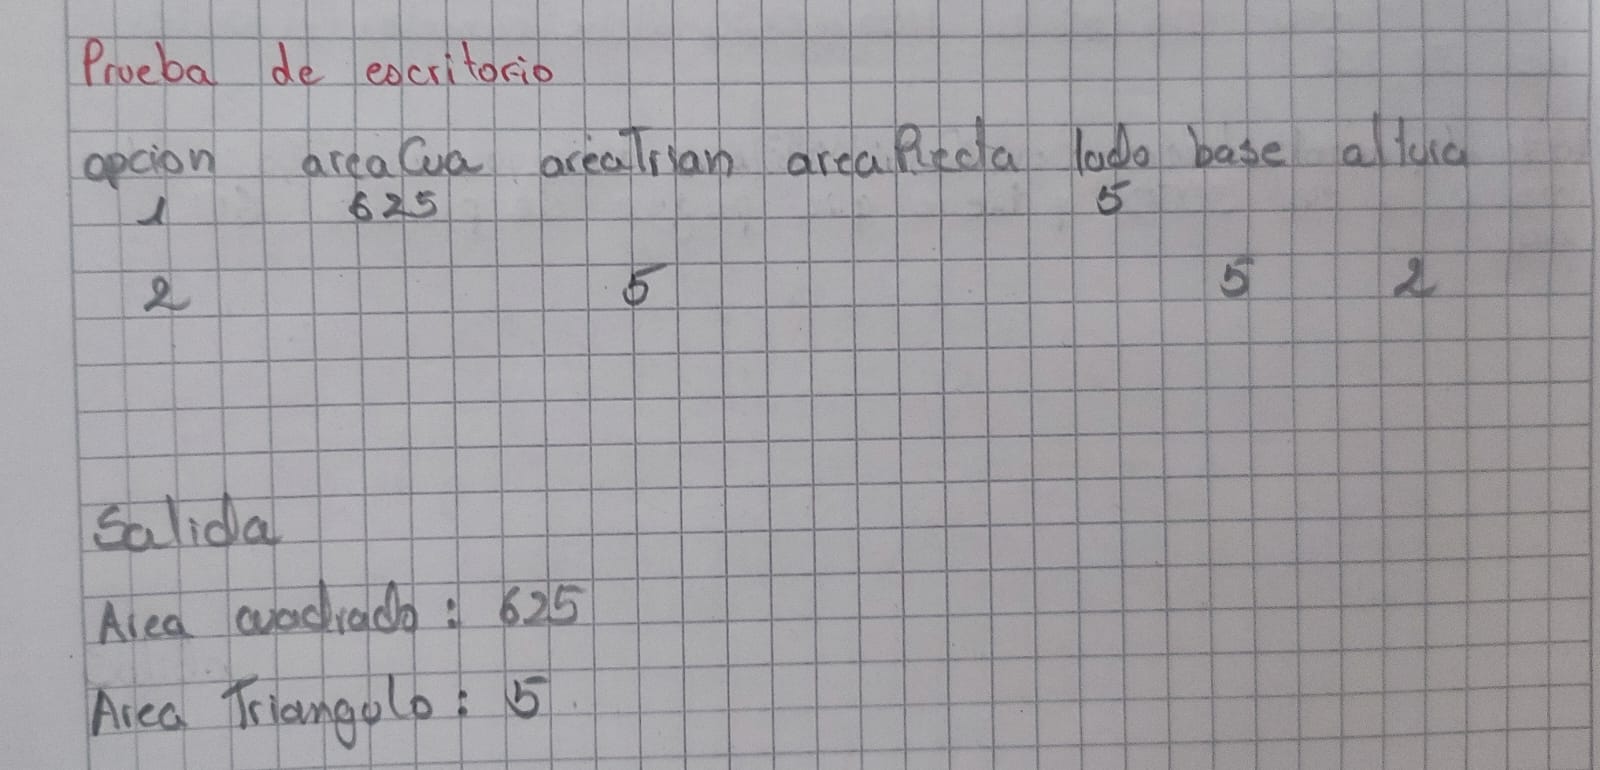 Prueba de escritorio
opcion areaCua areaTrian areaRecta lado base altura
1 625 5
2 5 5 2
Salida
Area cuadrado: 625
Area Triangulo: 5